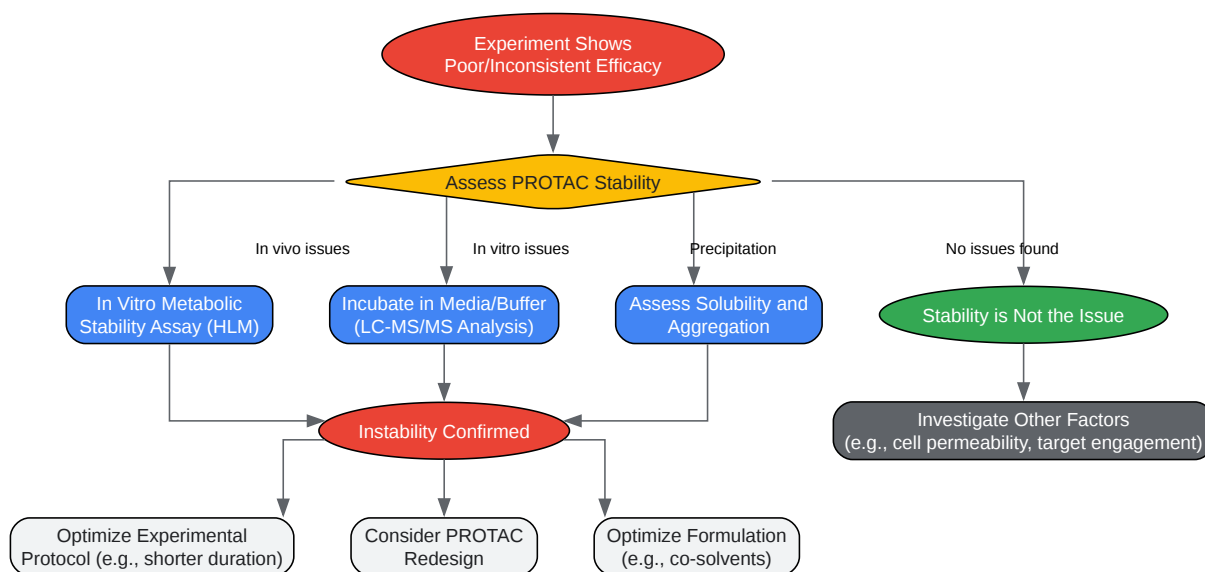 Experiment Shows
Poor/Inconsistent Efficacy
Assess PROTAC Stability
In vivo issues
In vitro issues
Precipitation
No issues found
In Vitro Metabolic
Stability Assay (HLM)
Incubate in Media/Buffer
(LC-MS/MS Analysis)
Assess Solubility and
Aggregation
Stability is Not the Issue
Instability Confirmed
Investigate Other Factors
(e.g., cell permeability, target engagement)
Optimize Experimental
Protocol (e.g., shorter duration)
Consider PROTAC
Redesign
Optimize Formulation
(e.g., co-solvents)